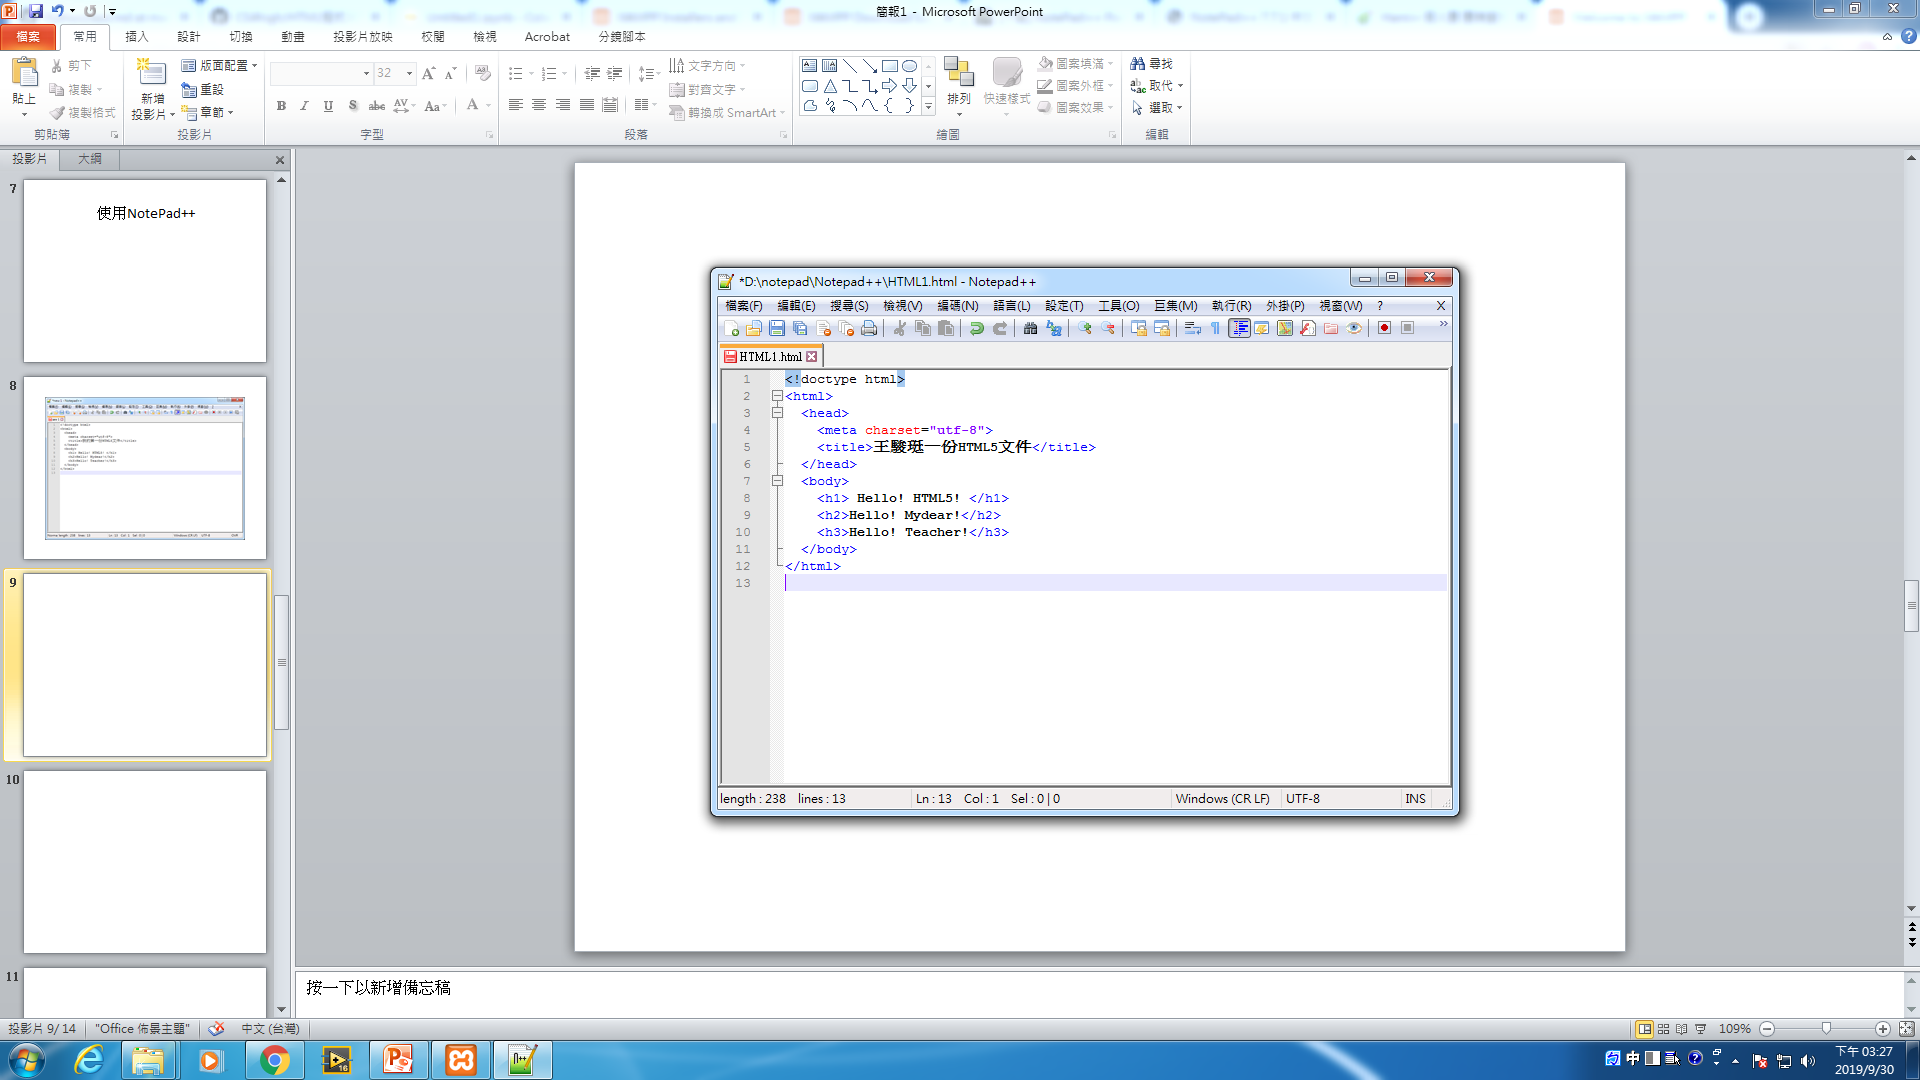 簡報1 - Microsoft PowerPoint
檔案 常用 插入 設計 切換 動畫 投影片放映 校閱 檢視 Acrobat 分鏡腳本
貼上 剪下 複製 複製格式 剪貼簿
新增投影片 版面配置 重設 章節 投影片
32 字型
文字方向 對齊文字 轉換成 SmartArt 段落
排列 快速樣式 圖案填滿 圖案外框 圖案效果 繪圖
尋找 取代 選取 編輯
投影片 大綱
7
使用NotePad++
8
9
10
11
*D:\notepad\Notepad++\HTML1.html - Notepad++
檔案(F) 編輯(E) 搜尋(S) 檢視(V) 編碼(N) 語言(L) 設定(T) 工具(O) 巨集(M) 執行(R) 外掛(P) 視窗(W) ? X
HTML1.html
1 <!doctype html>
2 <html>
3 <head>
4 <meta charset="utf-8">
5 <title>王駿珽一份HTML5文件</title>
6 </head>
7 <body>
8 <h1> Hello! HTML5! </h1>
9 <h2>Hello! Mydear!</h2>
10 <h3>Hello! Teacher!</h3>
11 </body>
12 </html>
13
length : 238 lines : 13 Ln : 13 Col : 1 Sel : 0 | 0 Windows (CR LF) UTF-8 INS
按一下以新增備忘稿
投影片 9/14 "Office 佈景主題" 中文 (台灣) 109%
中 下午 03:27
2019/9/30